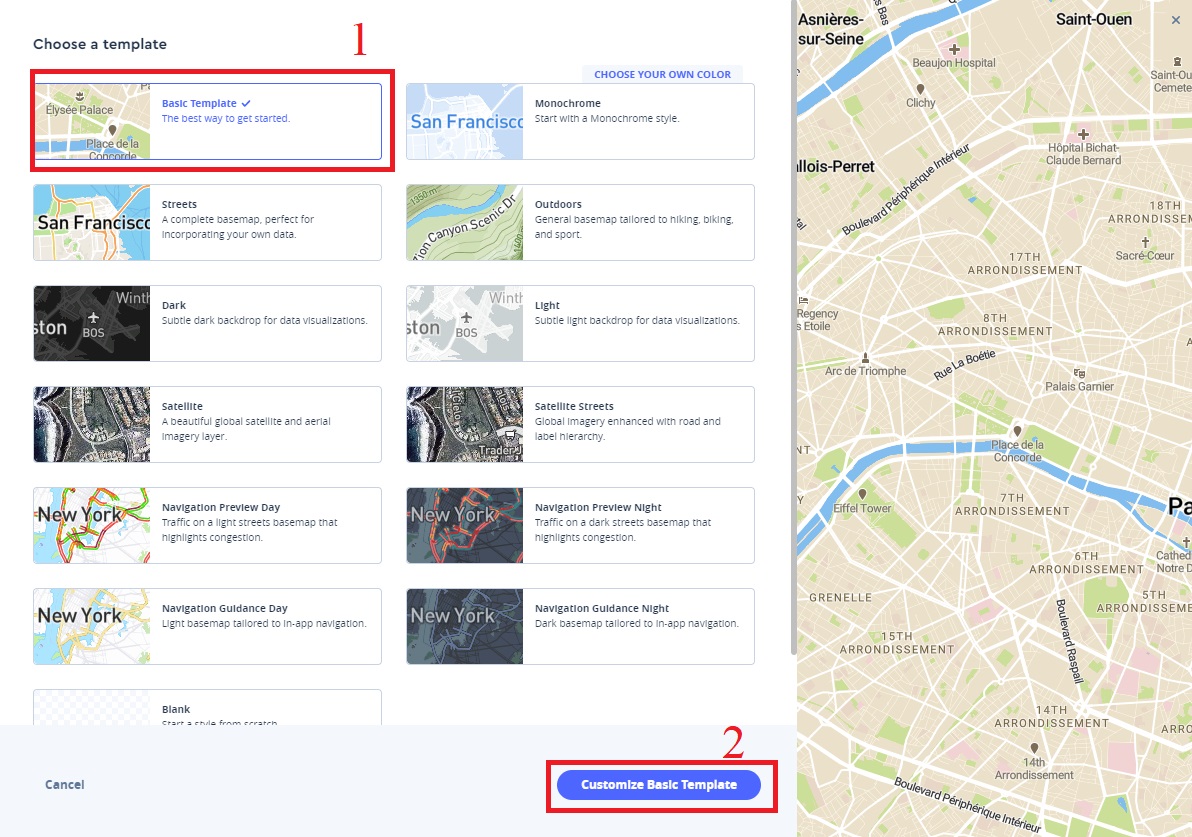 Choose a template
1
CHOOSE YOUR OWN COLOR
Élysée Palace
Place de la
Concorde
Basic Template ✓
The best way to get started.
San Francisco
Monochrome
Start with a Monochrome style.
San Francisco
Streets
A complete basemap, perfect for
incorporating your own data.
1350 m
Zion Canyon Scenic Dr
1400
Outdoors
General basemap tailored to hiking, biking,
and sport.
Winth
ston
BOS
Dark
Subtle dark backdrop for data visualizations.
Winth
ston
BOS
Light
Subtle light backdrop for data visualizations.
Satellite
A beautiful global satellite and aerial
imagery layer.
Trader J
Satellite Streets
Global imagery enhanced with road and
label hierarchy.
New York
Navigation Preview Day
Traffic on a light streets basemap that
highlights congestion.
New York
Navigation Preview Night
Traffic on a dark streets basemap that
highlights congestion.
New York
Navigation Guidance Day
Light basemap tailored to in-app navigation.
New York
Navigation Guidance Night
Dark basemap tailored to in-app navigation.
Blank
Start a style from scratch
2
Cancel
Customize Basic Template
Asnières-
sur-Seine
Bas
Saint-Ouen
×
Beaujon Hospital
Saint-Ou
Cemete
Clichy
Hôpital Bichat-
Claude Bernard
llois-Perret
Boulevard Périphérique Intérieur
18TH
ARRONDISSEM
Sacré-Cœur
17TH
ARRONDISSEMENT
Regency
s Etoile
8TH
ARRONDISSEMENT
Rue La Boétie
Arc de Triomphe
Palais Garnier
NT
Place de la
Concorde
Eiffel Tower
7TH
ARRONDISSEMENT
Pa
Cathed
Notre D
6TH
ARRONDISSEMENT
GRENELLE
5TH
ARRONDISSEME
Boulevard Raspail
15TH
ARRONDISSEMENT
14TH
ARRONDISSEMENT
14th
Arrondissement
Boulevard Périphérique Intérieur